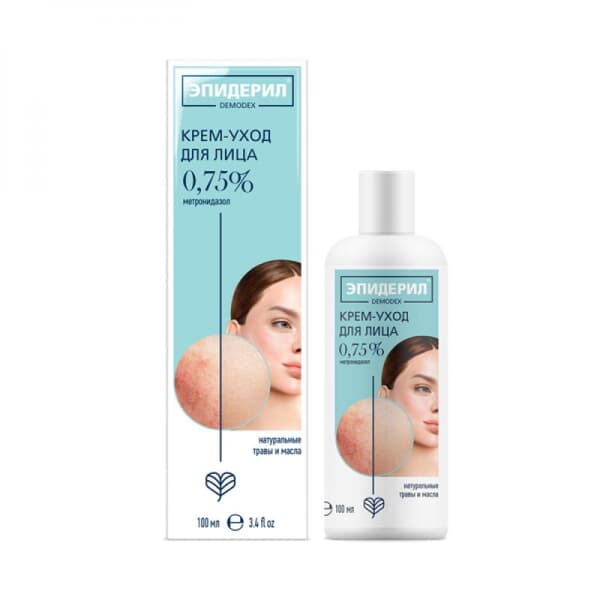 ЭПИДЕРИЛ®
DEMODEX
КРЕМ-УХОД
ДЛЯ ЛИЦА
0,75%
метронидазол
натуральные
травы и масла
100 мл ℮ 3.4 fl oz
ЭПИДЕРИЛ®
DEMODEX
КРЕМ-УХОД
ДЛЯ ЛИЦА
0,75%
метронидазол
натуральные
травы и масла
℮ 100 мл